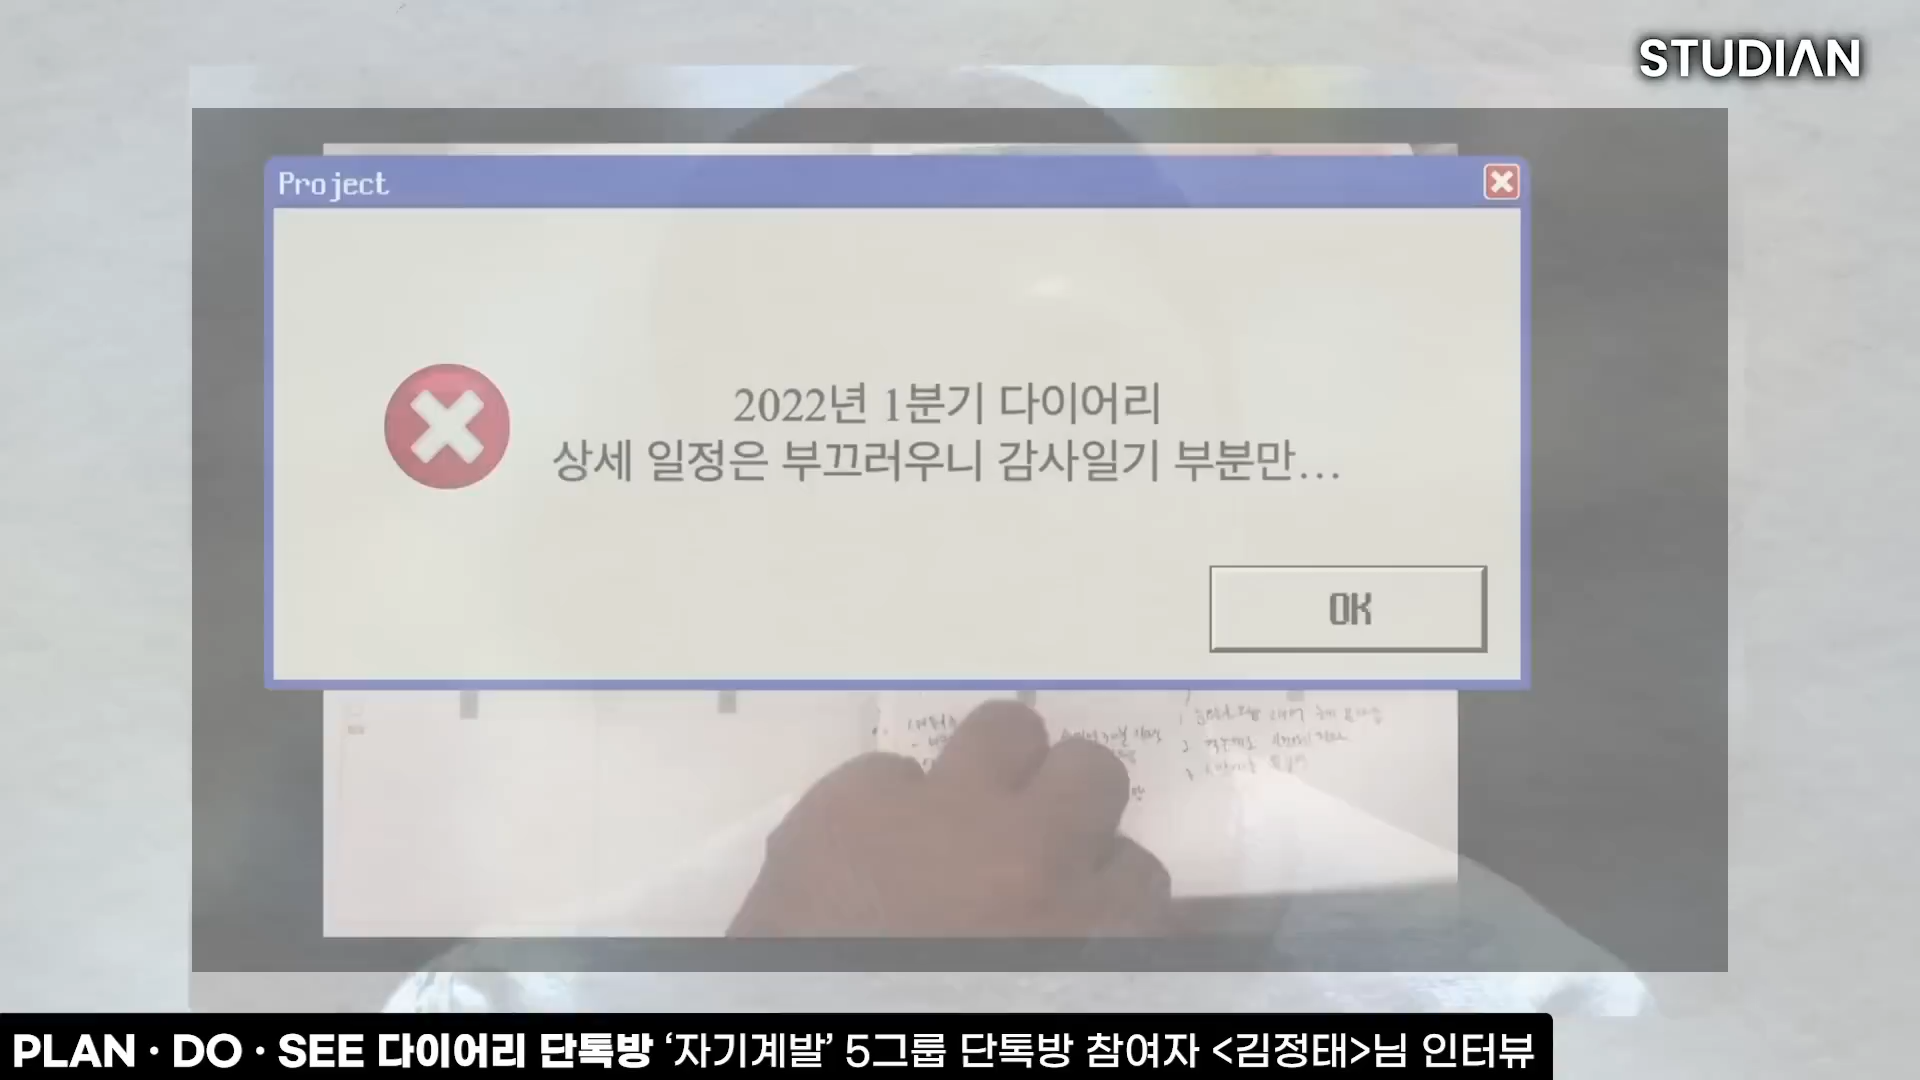 STUDIAN
Project
2022년 1분기 다이어리
상세 일정은 부끄러우니 감사일기 부분만...
OK
PLAN · DO · SEE 다이어리 단톡방 ‘자기계발’ 5그룹 단톡방 참여자 <김정태>님 인터뷰